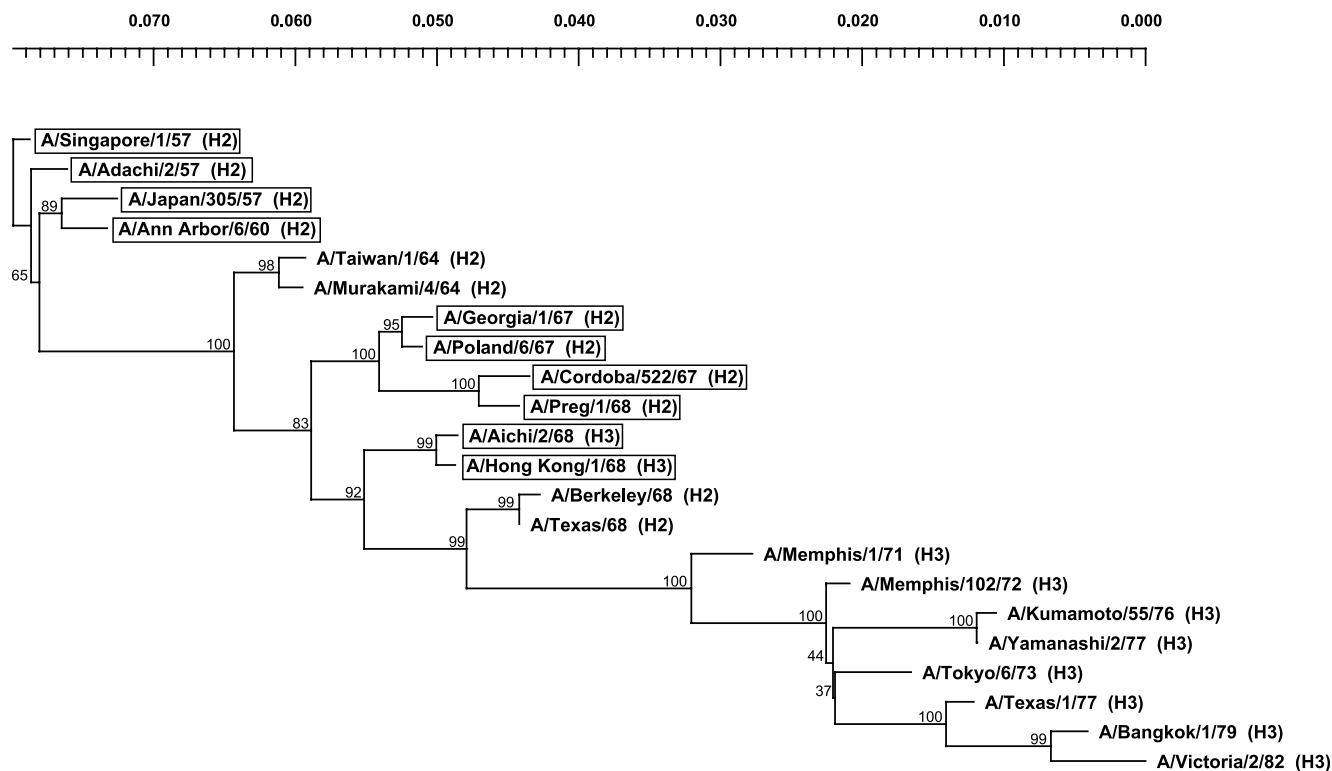 0.070 0.060 0.050 0.040 0.030 0.020 0.010 0.000
A/Singapore/1/57 (H2)
A/Adachi/2/57 (H2)
A/Japan/305/57 (H2)
89
A/Ann Arbor/6/60 (H2)
A/Taiwan/1/64 (H2)
98
65
A/Murakami/4/64 (H2)
A/Georgia/1/67 (H2)
95
A/Poland/6/67 (H2)
100
100
A/Cordoba/522/67 (H2)
100
A/Preg/1/68 (H2)
83
A/Aichi/2/68 (H3)
99
A/Hong Kong/1/68 (H3)
92
A/Berkeley/68 (H2)
99
A/Texas/68 (H2)
99
A/Memphis/1/71 (H3)
100
A/Memphis/102/72 (H3)
100
A/Kumamoto/55/76 (H3)
100
A/Yamanashi/2/77 (H3)
44
A/Tokyo/6/73 (H3)
37
A/Texas/1/77 (H3)
100
A/Bangkok/1/79 (H3)
99
A/Victoria/2/82 (H3)